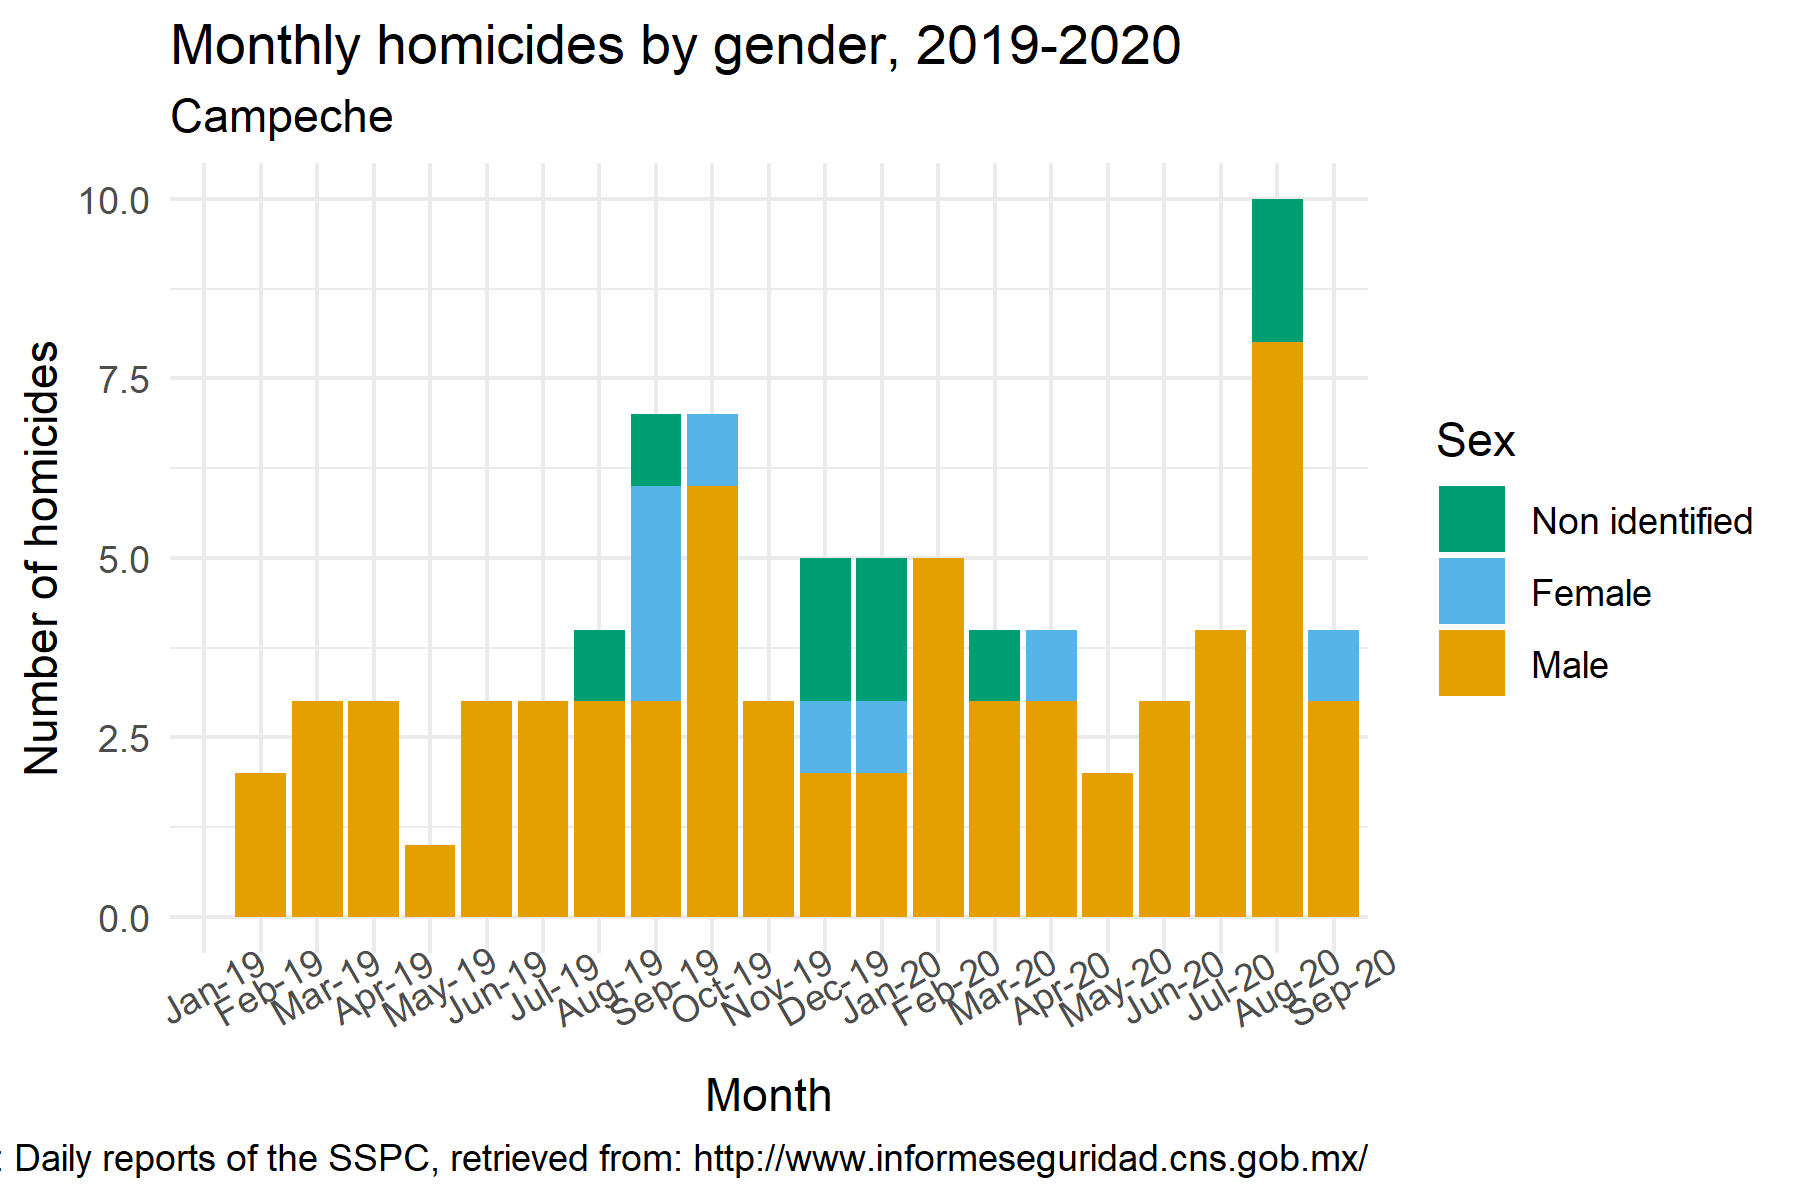 Monthly homicides by gender, 2019-2020
Campeche
Number of homicides
10.0
7.5
5.0
2.5
0.0
Jan-19
Feb-19
Mar-19
Apr-19
May-19
Jun-19
Jul-19
Aug-19
Sep-19
Oct-19
Nov-19
Dec-19
Jan-20
Feb-20
Mar-20
Apr-20
May-20
Jun-20
Jul-20
Aug-20
Sep-20
Month
Sex
Non identified
Female
Male
: Daily reports of the SSPC, retrieved from: http://www.informeseguridad.cns.gob.mx/